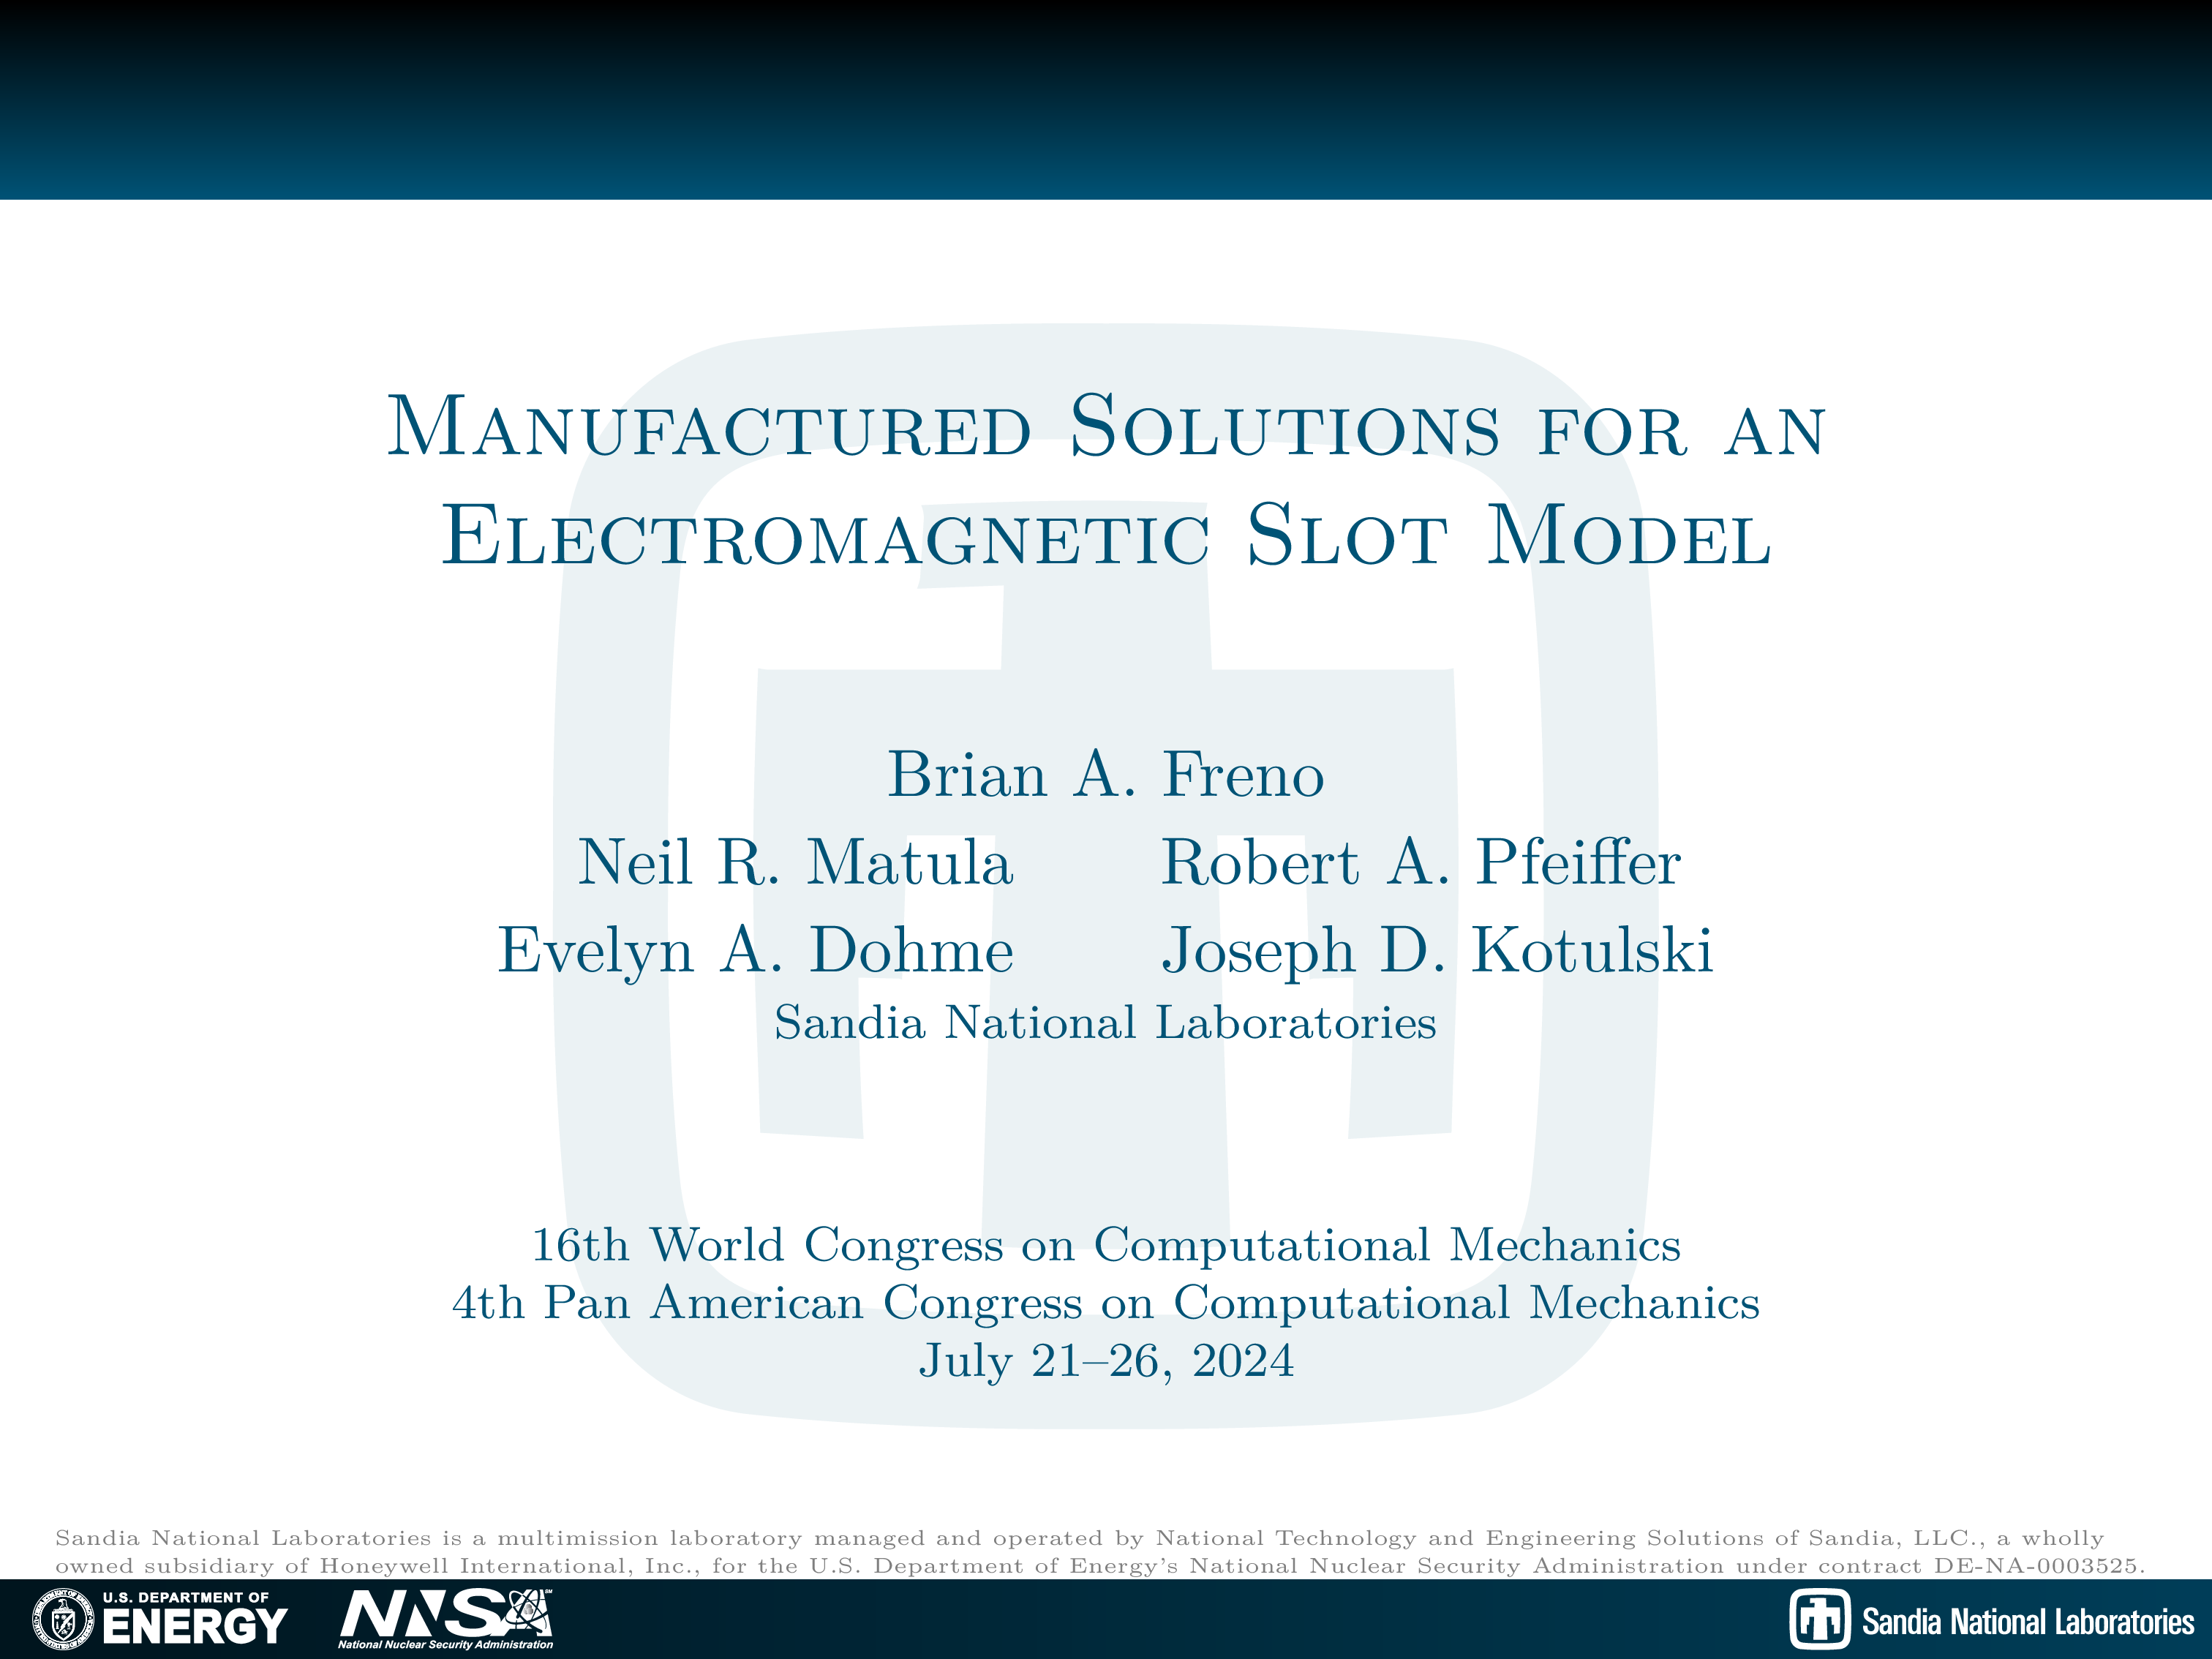 Manufactured Solutions for an
Electromagnetic Slot Model
Brian A. Freno
Neil R. Matula Robert A. Pfeiffer
Evelyn A. Dohme Joseph D. Kotulski
Sandia National Laboratories
16th World Congress on Computational Mechanics
4th Pan American Congress on Computational Mechanics
July 21–26, 2024
Sandia National Laboratories is a multimission laboratory managed and operated by National Technology and Engineering Solutions of Sandia, LLC., a wholly
owned subsidiary of Honeywell International, Inc., for the U.S. Department of Energy's National Nuclear Security Administration under contract DE-NA-0003525.
U.S. DEPARTMENT OF
ENERGY
NNSA
National Nuclear Security Administration
Sandia National Laboratories